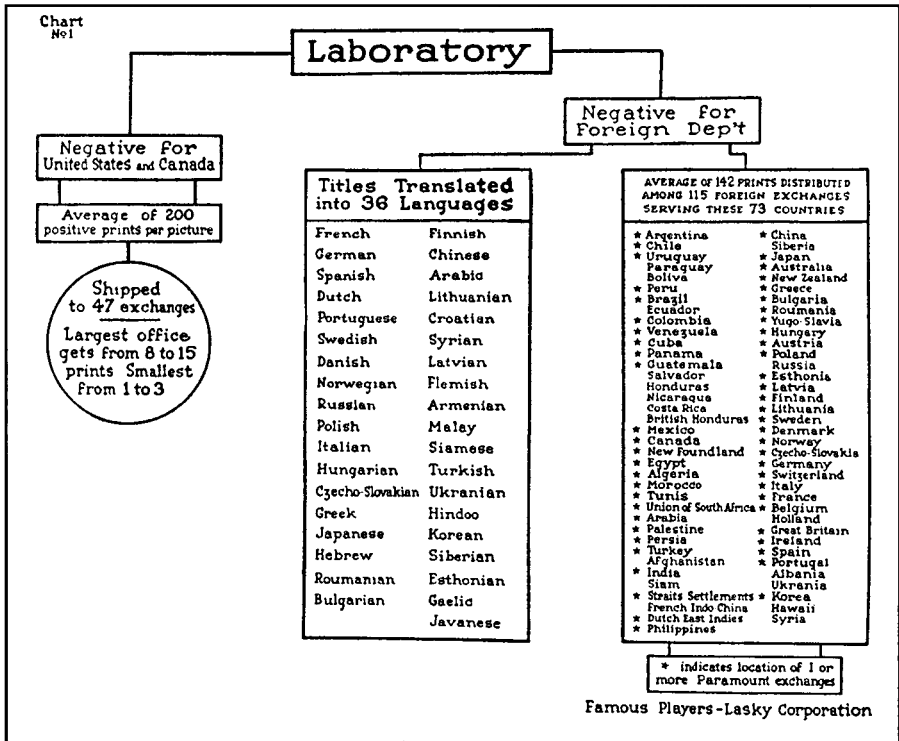 Chart
No1
Laboratory
Negative for
United States and Canada
Average of 200
positive prints per picture
Shipped
to 47 exchanges
Largest office
gets from 8 to 15
prints Smallest
from 1 to 3
Negative for
Foreign Dep't
Titles Translated
into 36 Languages
French
German
Spanish
Dutch
Portuguese
Swedish
Danish
Norwegian
Russian
Polish
Italian
Hungarian
Czecho-Slovakian
Greek
Japanese
Hebrew
Roumanian
Bulgarian
Finnish
Chinese
Arabic
Lithuanian
Croatian
Syrian
Latvian
Flemish
Armenian
Malay
Siamese
Turkish
Ukranian
Hindoo
Korean
Siberian
Esthonian
Gaelic
Javanese
AVERAGE OF 142 PRINTS DISTRIBUTED
AMONG 115 FOREIGN EXCHANGES
SERVING THESE 73 COUNTRIES
* Argentina
* Chile
* Uruguay
Paraguay
Boliva
* Peru
* Brazil
Ecuador
* Colombia
* Venezuela
* Cuba
* Panama
* Guatemala
Salvador
Honduras
Nicaragua
Costa Rica
British Honduras
* Mexico
* Canada
* New Foundland
* Egypt
* Algeria
* Morocco
* Tunis
* Union of South Africa
* Arabia
* Palestine
* Persia
* Turkey
Afghanistan
* India
Siam
* Straits Settlements
French Indo-China
* Dutch East Indies
* Philippines
* China
Siberia
* Japan
* Australia
* New Zealand
* Greece
* Bulgaria
* Roumania
* Yugo-Slavia
* Hungary
* Austria
* Poland
Russia
* Esthonia
* Latvia
* Finland
* Lithuania
* Sweden
* Denmark
* Norway
* Czecho-Slovakia
* Germany
* Switzerland
* Italy
* France
* Belgium
Holland
* Great Britain
* Ireland
* Spain
* Portugal
Albania
Ukrania
* Korea
Hawaii
Syria
* indicates location of 1 or
more Paramount exchanges
Famous Players-Lasky Corporation